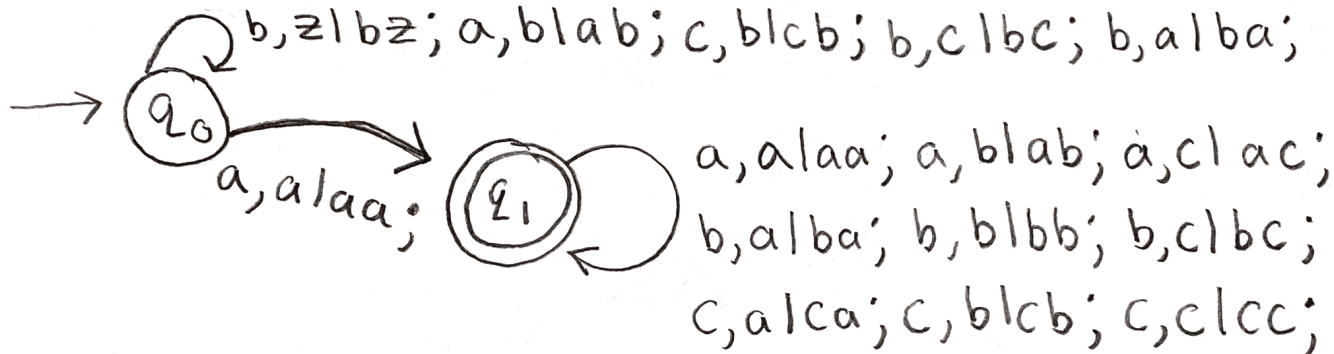 b,z|bz; a,b|ab; c,b|cb; b,c|bc; b,a|ba;
q0
a,a|aa;
q1
a,a|aa; a,b|ab; a,c|ac;
b,a|ba; b,b|bb; b,c|bc;
c,a|ca; c,b|cb; c,c|cc;